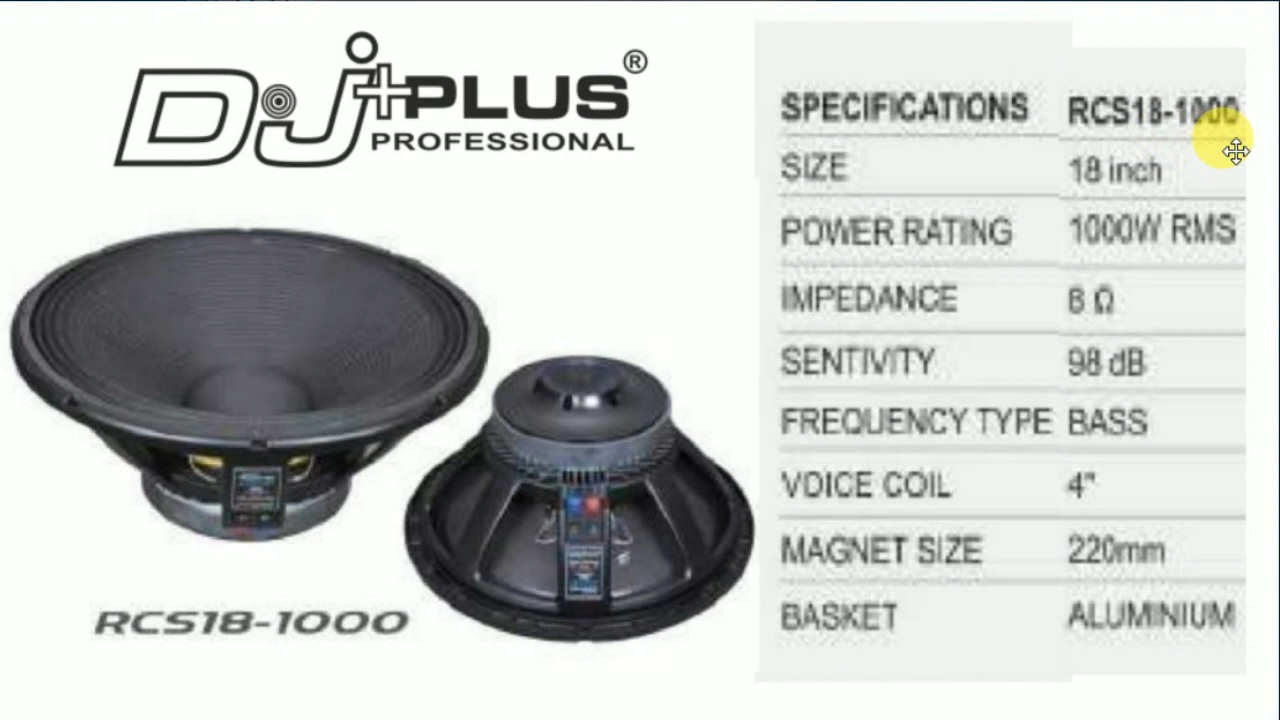 DJ+PLUS®
PROFESSIONAL
RCS18-1000
SPECIFICATIONS RCS18-1000
SIZE 18 inch
POWER RATING 1000W RMS
IMPEDANCE 8 Ω
SENTIVITY 98 dB
FREQUENCY TYPE BASS
VOICE COIL 4"
MAGNET SIZE 220mm
BASKET ALUMINIUM